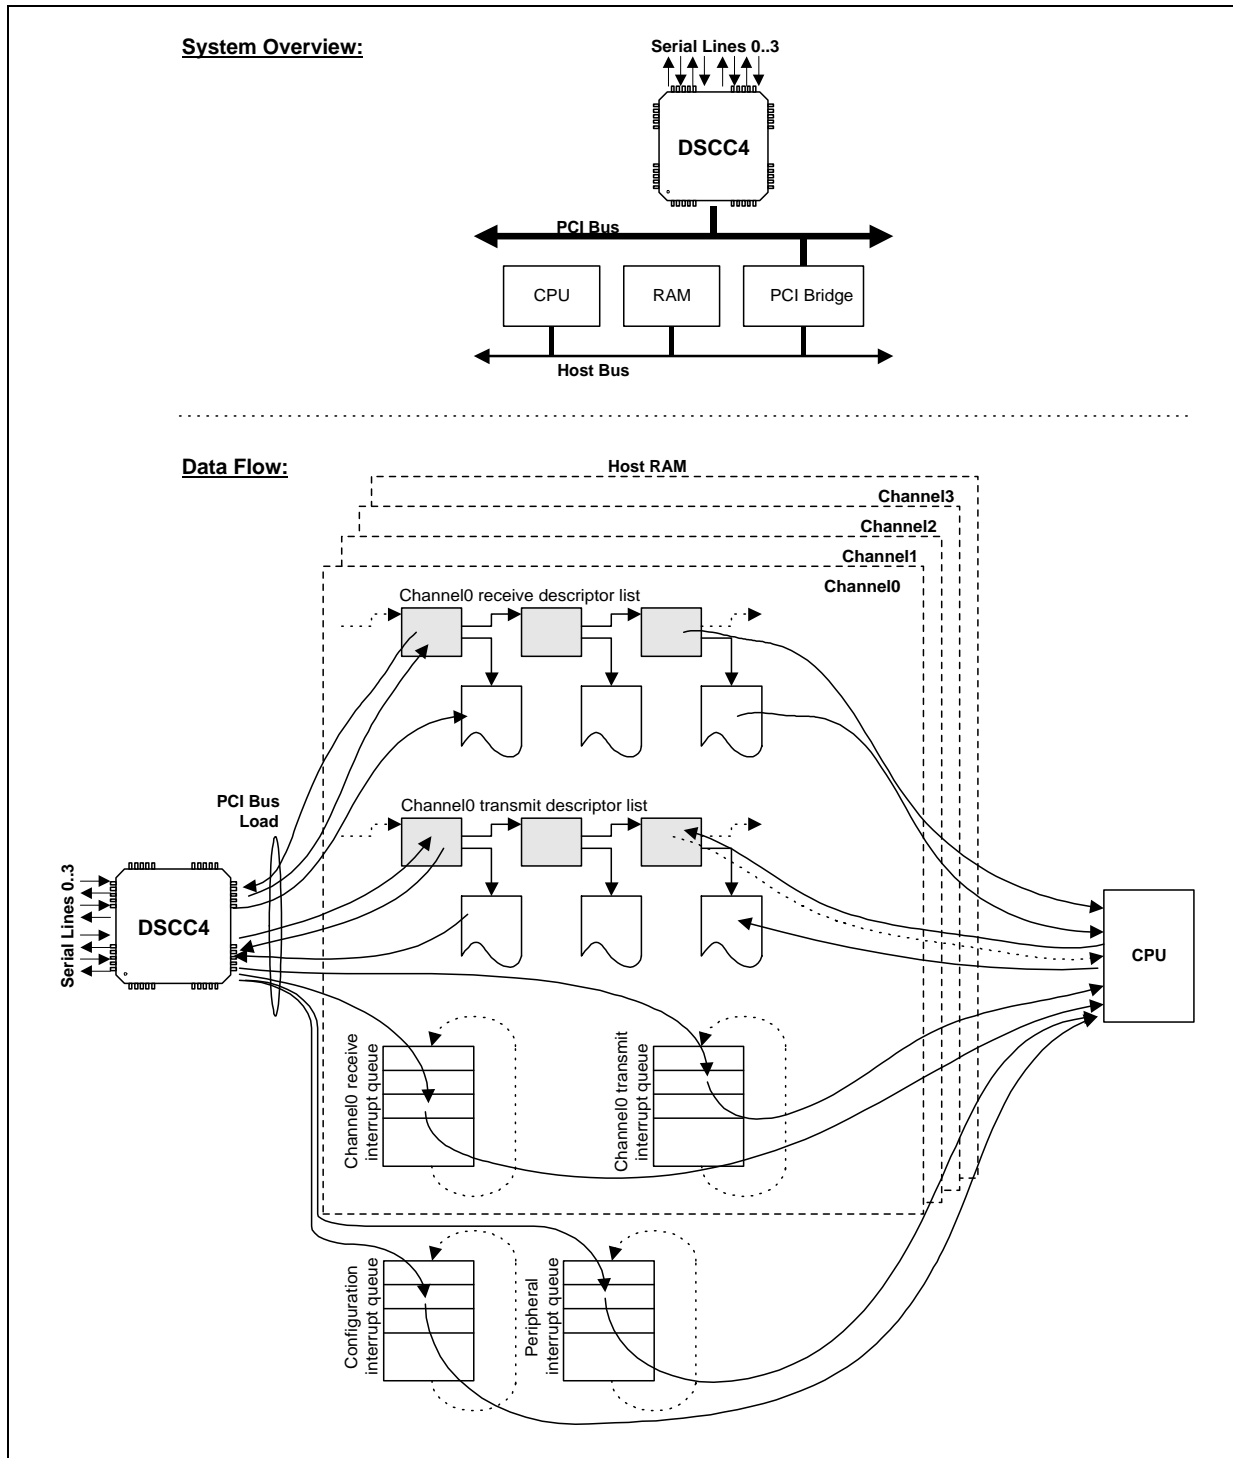 System Overview:
Serial Lines 0..3
DSCC4
PCI Bus
CPU
RAM
PCI Bridge
Host Bus
Data Flow:
Host RAM
Channel3
Channel2
Channel1
Channel0
Channel0 receive descriptor list
PCI Bus
Load
Channel0 transmit descriptor list
Serial Lines 0..3
DSCC4
CPU
Channel0 receive
interrupt queue
Channel0 transmit
interrupt queue
Configuration
interrupt queue
Peripheral
interrupt queue